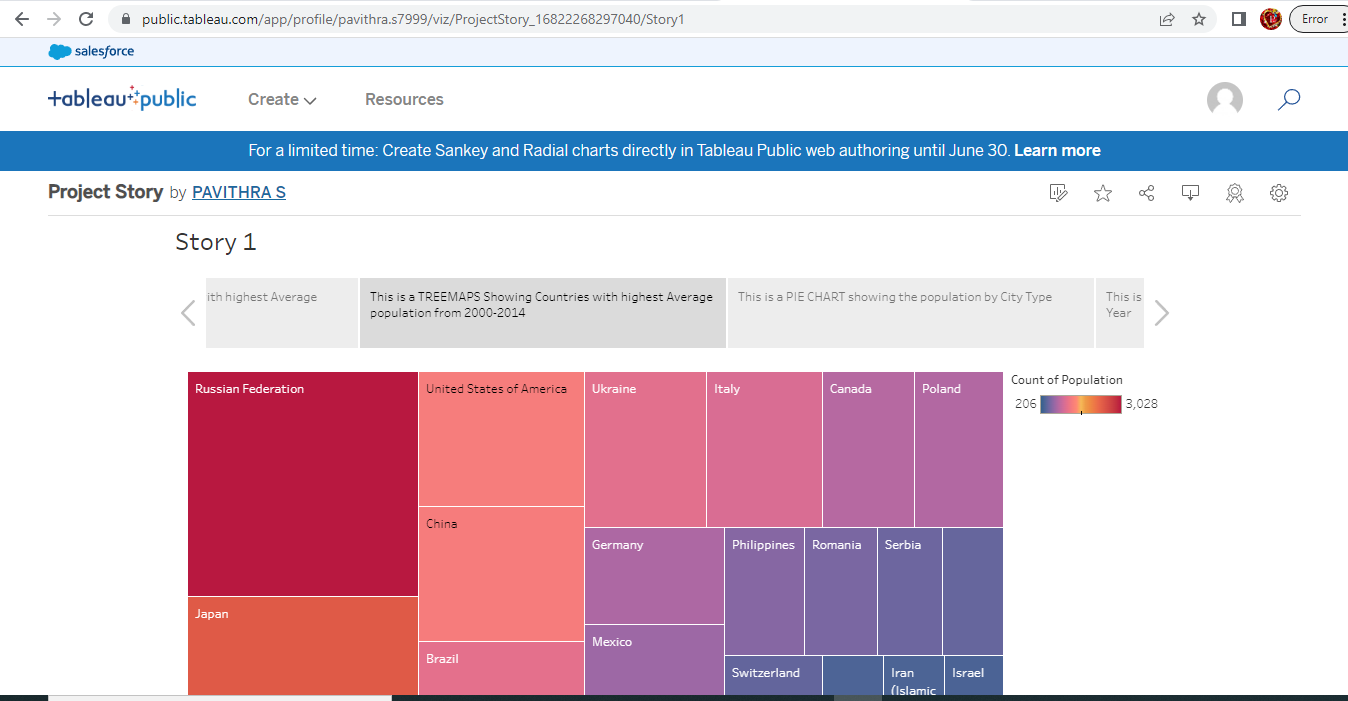 public.tableau.com/app/profile/pavithra.s7999/viz/ProjectStory_16822268297040/Story1
Error
salesforce
+ableau public
Create
Resources
For a limited time: Create Sankey and Radial charts directly in Tableau Public web authoring until June 30. Learn more
Project Story by PAVITHRA S
Story 1
ith highest Average
This is a TREEMAPS Showing Countries with highest Average
population from 2000-2014
This is a PIE CHART showing the population by City Type
This is
Year
Russian Federation
United States of America
Ukraine
Italy
Canada
Poland
Count of Population
206
3,028
China
Germany
Philippines
Romania
Serbia
Japan
Mexico
Brazil
Switzerland
Iran
(Islamic
Israel